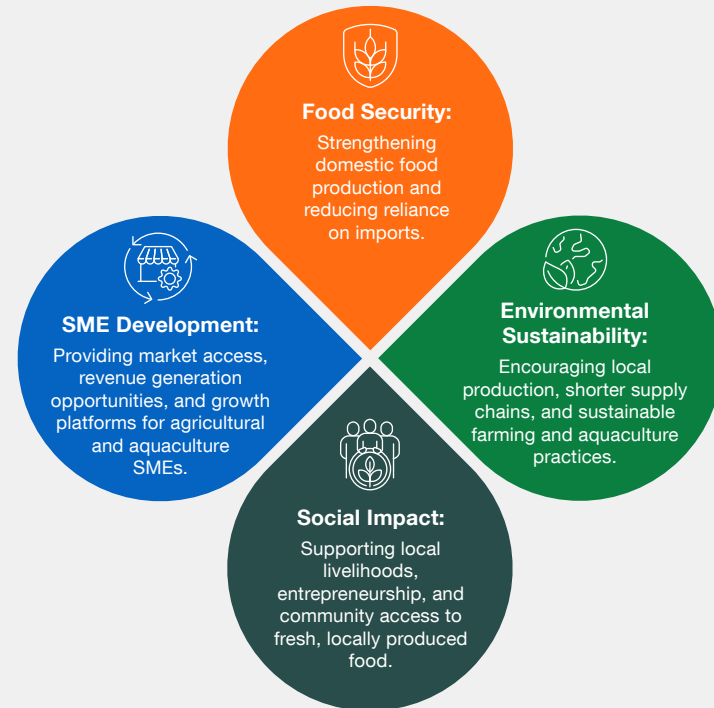 Food Security:
Strengthening
domestic food
production and
reducing reliance
on imports.
SME Development:
Providing market access,
revenue generation
opportunities, and growth
platforms for agricultural
and aquaculture
SMEs.
Environmental
Sustainability:
Encouraging local
production, shorter supply
chains, and sustainable
farming and aquaculture
practices.
Social Impact:
Supporting local
livelihoods,
entrepreneurship, and
community access to
fresh, locally produced
food.